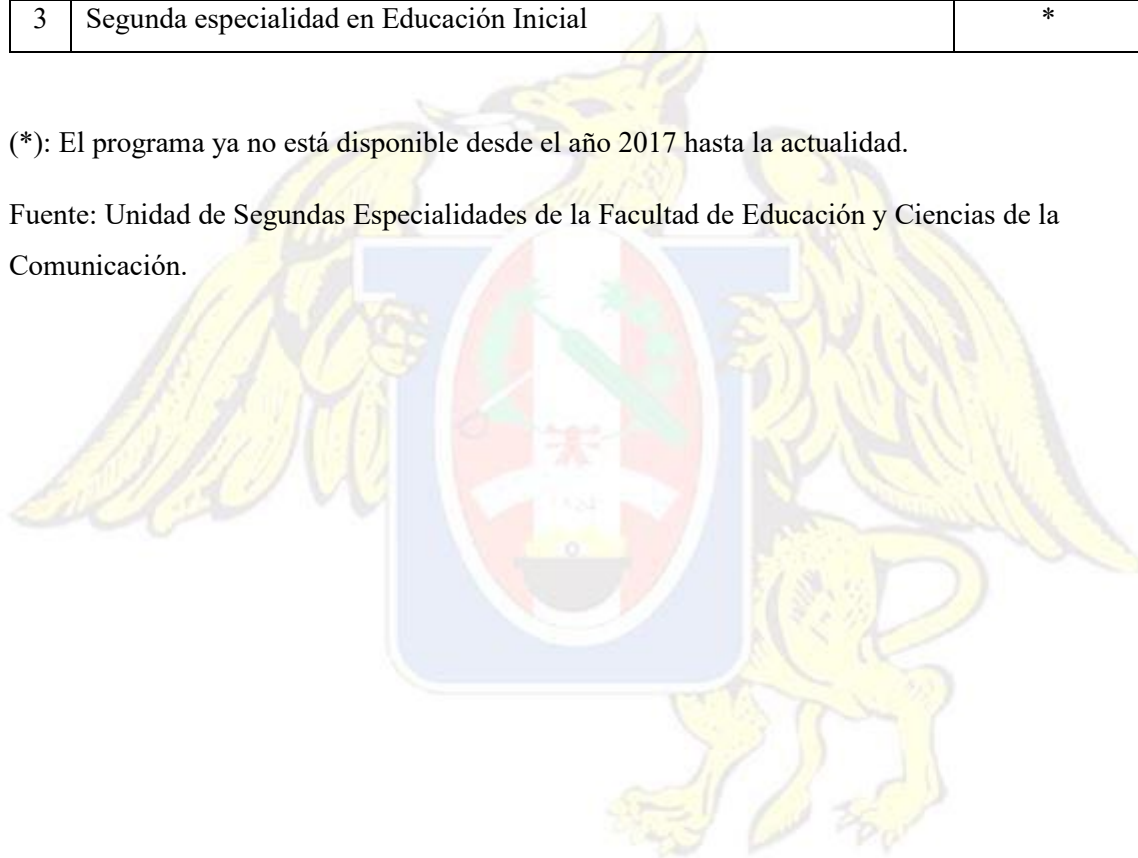 3 Segunda especialidad en Educación Inicial *
(*): El programa ya no está disponible desde el año 2017 hasta la actualidad.
Fuente: Unidad de Segundas Especialidades de la Facultad de Educación y Ciencias de la
Comunicación.